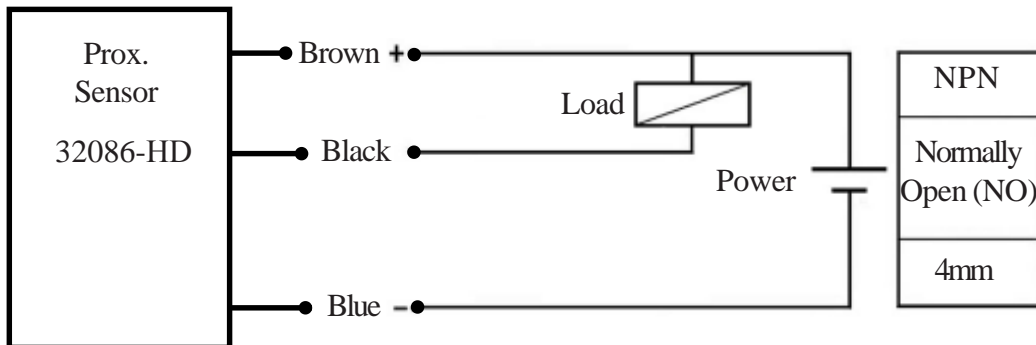 Prox.
Sensor
32086-HD
Brown +
Black
Blue -
Load
Power
NPN
Normally
Open (NO)
4mm